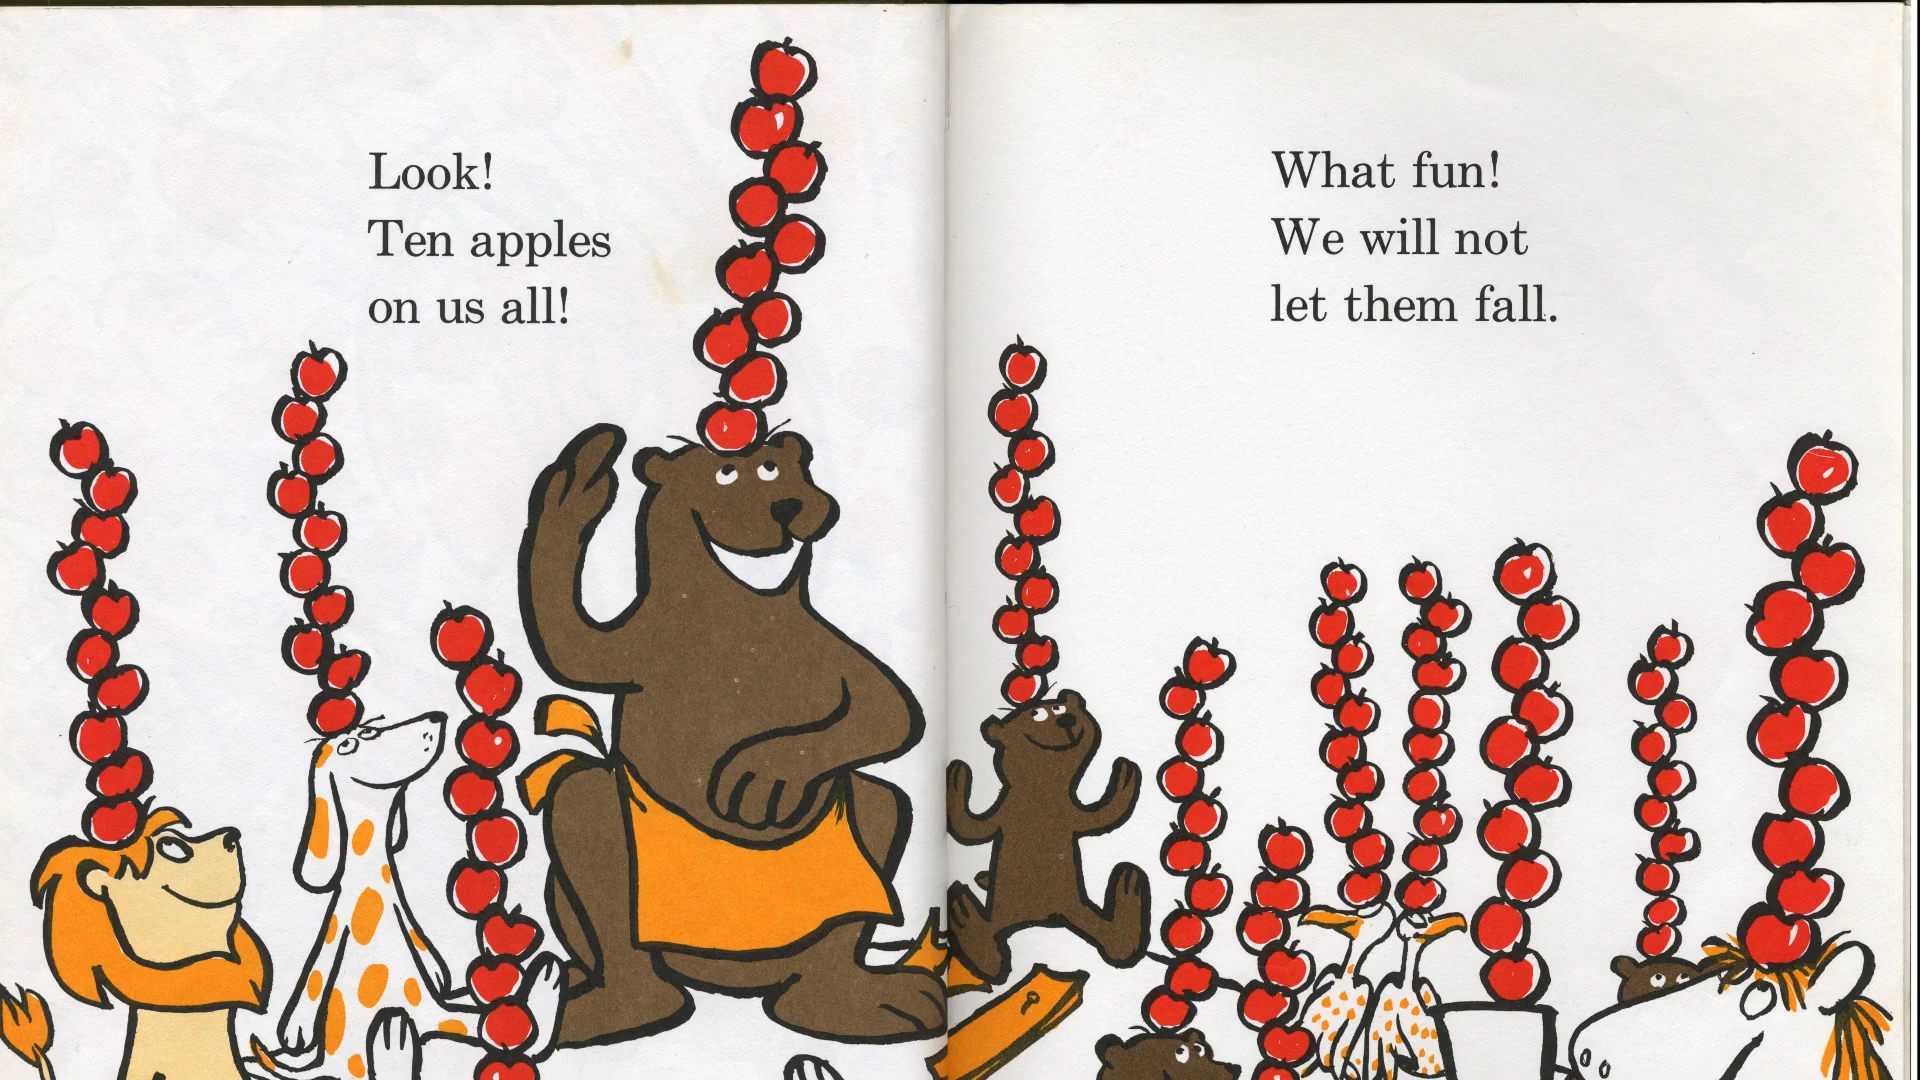 Look!
Ten apples
on us all!
What fun!
We will not
let them fall.